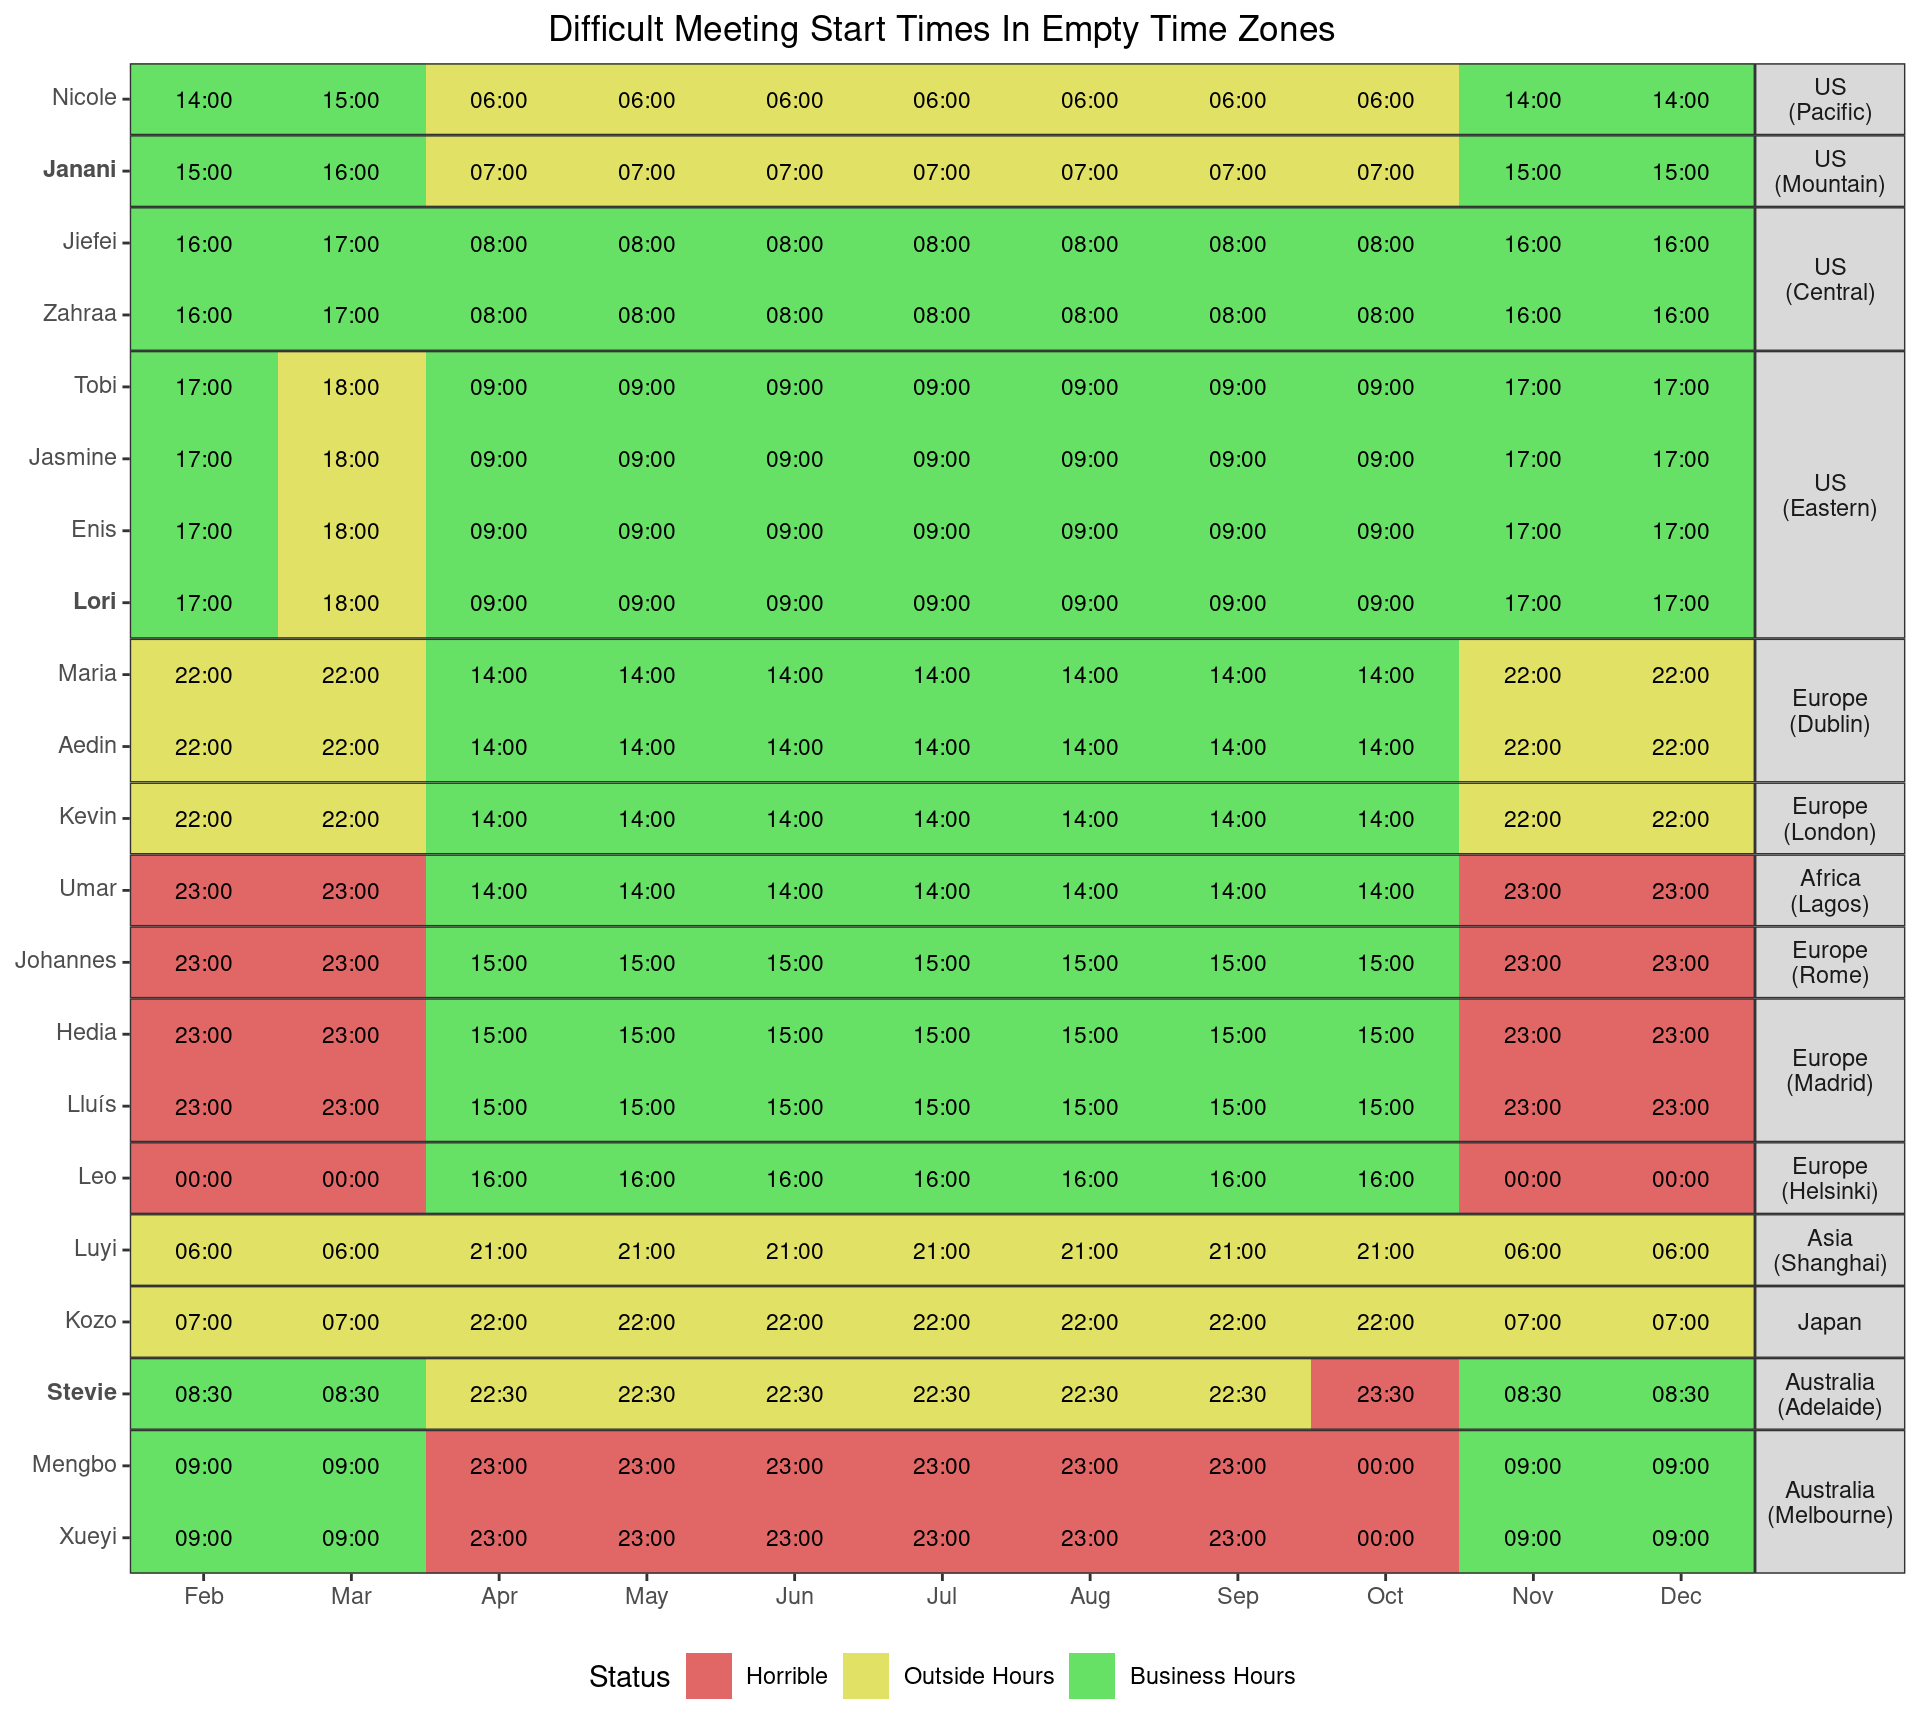 Difficult Meeting Start Times In Empty Time Zones
Nicole 14:00 15:00 06:00 06:00 06:00 06:00 06:00 06:00 06:00 14:00 14:00 US
(Pacific)
Janani 15:00 16:00 07:00 07:00 07:00 07:00 07:00 07:00 07:00 15:00 15:00 US
(Mountain)
Jiefei 16:00 17:00 08:00 08:00 08:00 08:00 08:00 08:00 08:00 16:00 16:00
US
(Central)
Zahraa 16:00 17:00 08:00 08:00 08:00 08:00 08:00 08:00 08:00 16:00 16:00
Tobi 17:00 18:00 09:00 09:00 09:00 09:00 09:00 09:00 09:00 17:00 17:00
Jasmine 17:00 18:00 09:00 09:00 09:00 09:00 09:00 09:00 09:00 17:00 17:00
US
(Eastern)
Enis 17:00 18:00 09:00 09:00 09:00 09:00 09:00 09:00 09:00 17:00 17:00
Lori 17:00 18:00 09:00 09:00 09:00 09:00 09:00 09:00 09:00 17:00 17:00
Maria 22:00 22:00 14:00 14:00 14:00 14:00 14:00 14:00 14:00 22:00 22:00
Europe
(Dublin)
Aedin 22:00 22:00 14:00 14:00 14:00 14:00 14:00 14:00 14:00 22:00 22:00
Kevin 22:00 22:00 14:00 14:00 14:00 14:00 14:00 14:00 14:00 22:00 22:00 Europe
(London)
Umar 23:00 23:00 14:00 14:00 14:00 14:00 14:00 14:00 14:00 23:00 23:00 Africa
(Lagos)
Johannes 23:00 23:00 15:00 15:00 15:00 15:00 15:00 15:00 15:00 23:00 23:00 Europe
(Rome)
Hedia 23:00 23:00 15:00 15:00 15:00 15:00 15:00 15:00 15:00 23:00 23:00
Europe
(Madrid)
Lluís 23:00 23:00 15:00 15:00 15:00 15:00 15:00 15:00 15:00 23:00 23:00
Leo 00:00 00:00 16:00 16:00 16:00 16:00 16:00 16:00 16:00 00:00 00:00 Europe
(Helsinki)
Luyi 06:00 06:00 21:00 21:00 21:00 21:00 21:00 21:00 21:00 06:00 06:00 Asia
(Shanghai)
Kozo 07:00 07:00 22:00 22:00 22:00 22:00 22:00 22:00 22:00 07:00 07:00 Japan
Stevie 08:30 08:30 22:30 22:30 22:30 22:30 22:30 22:30 23:30 08:30 08:30 Australia
(Adelaide)
Mengbo 09:00 09:00 23:00 23:00 23:00 23:00 23:00 23:00 00:00 09:00 09:00
Australia
(Melbourne)
Xueyi 09:00 09:00 23:00 23:00 23:00 23:00 23:00 23:00 00:00 09:00 09:00
Feb Mar Apr May Jun Jul Aug Sep Oct Nov Dec
Status Horrible Outside Hours Business Hours